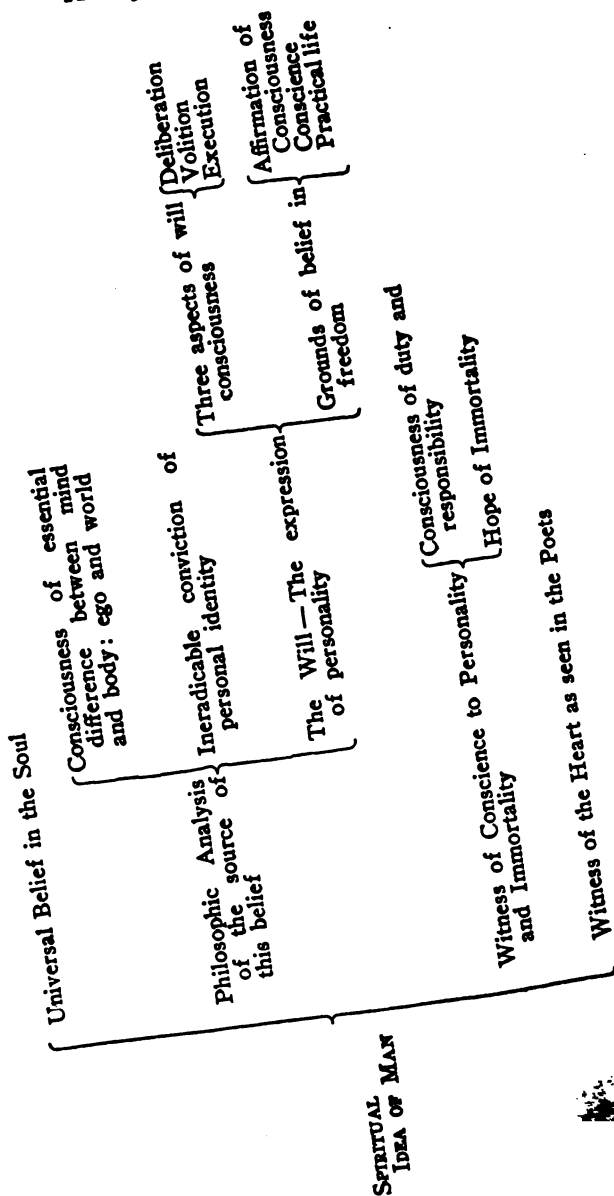 SPIRITUAL
IDEA OF MAN
Universal Belief in the Soul
Philosophic Analysis
of the source of
this belief
Consciousness of essential
difference between mind
and body: ego and world
Ineradicable conviction of
personal identity
The Will—The expression
of personality
Three aspects of will
consciousness
Deliberation
Volition
Execution
Grounds of belief in
freedom
Affirmation of
Consciousness
Conscience
Practical life
Witness of Conscience to Personality
and Immortality
Consciousness of duty and
responsibility
Hope of Immortality
Witness of the Heart as seen in the Poets